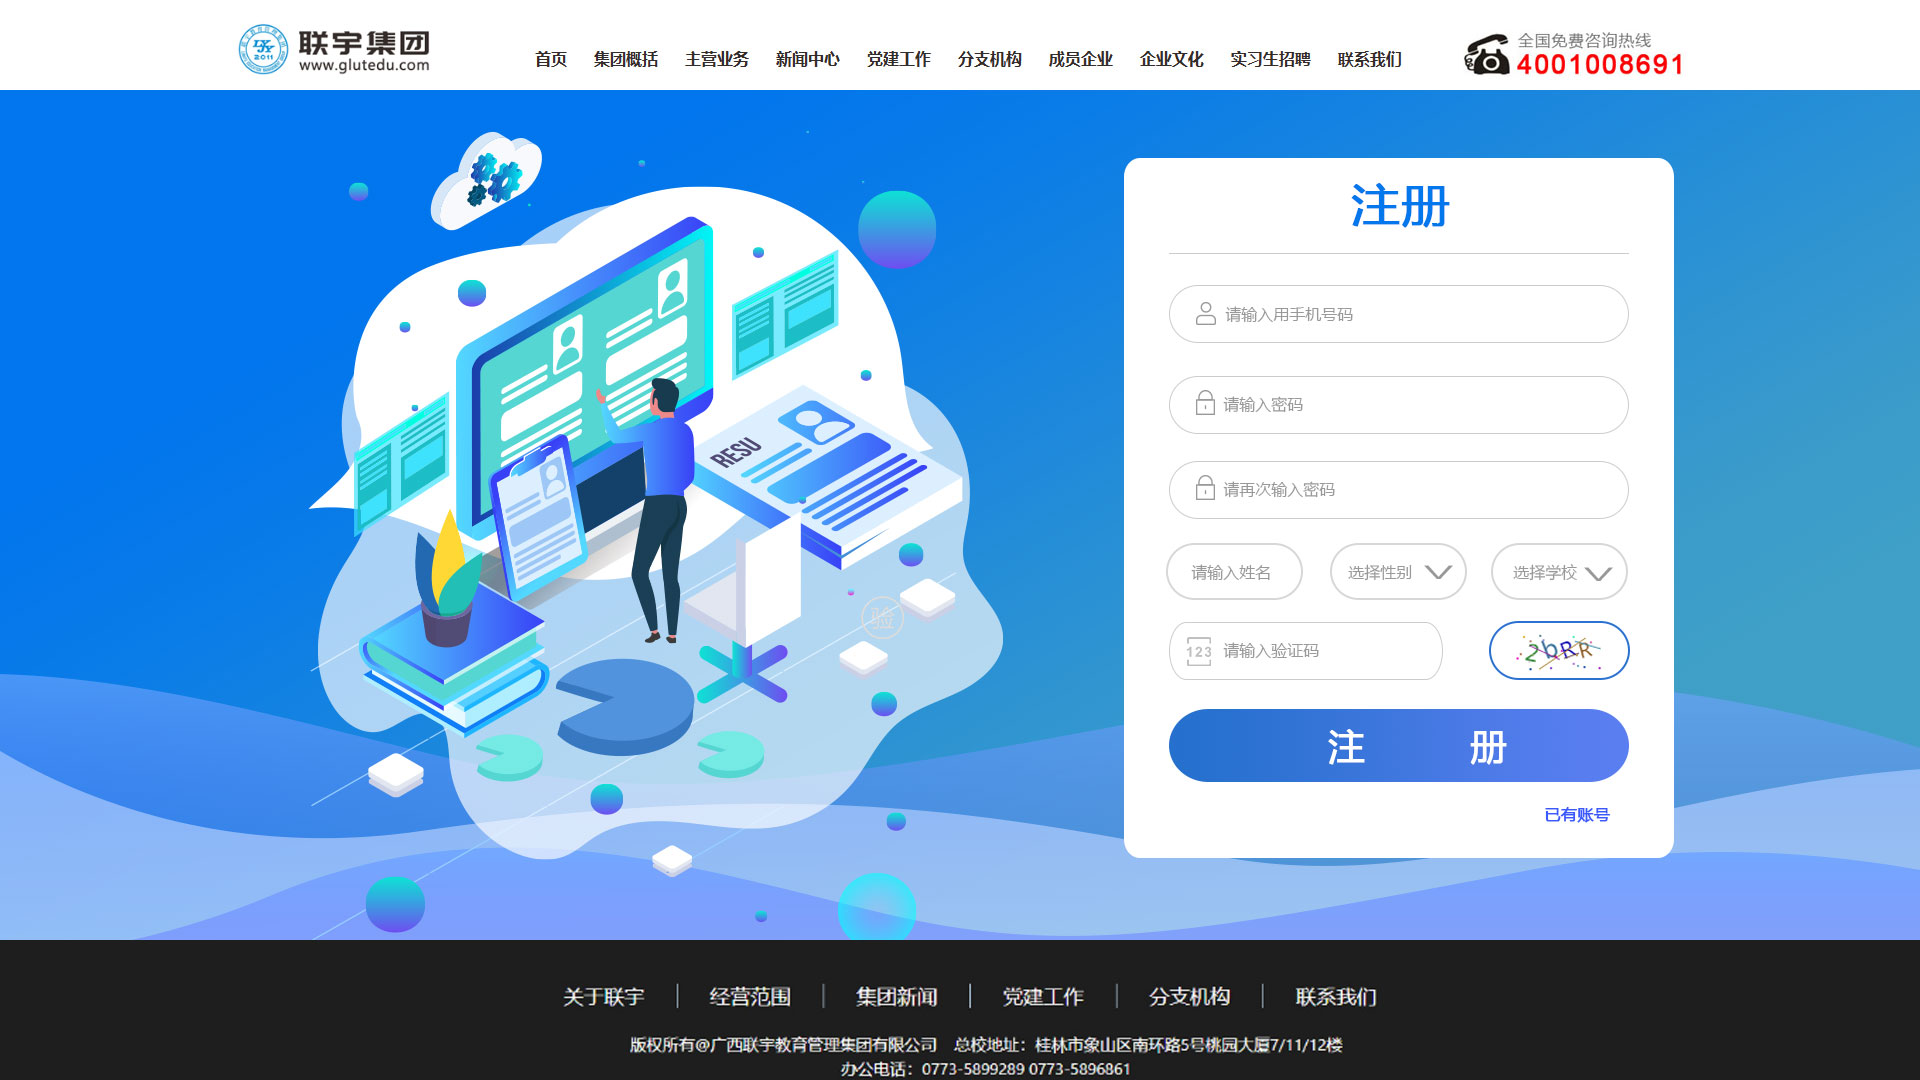 联宇集团
www.glutedu.com
首页 集团概括 主营业务 新闻中心 党建工作 分支机构 成员企业 企业文化 实习生招聘 联系我们
全国免费咨询热线
4001008691
注册
请输入用手机号码
请输入密码
请再次输入密码
请输入姓名 选择性别 选择学校
123 请输入验证码 2bRR
注 册
已有账号
RESU
验
关于联宇 | 经营范围 | 集团新闻 | 党建工作 | 分支机构 | 联系我们
版权所有@广西联宇教育管理集团有限公司 总校地址：桂林市象山区南环路5号桃园大厦7/11/12楼
办公电话：0773-5899289 0773-5896861